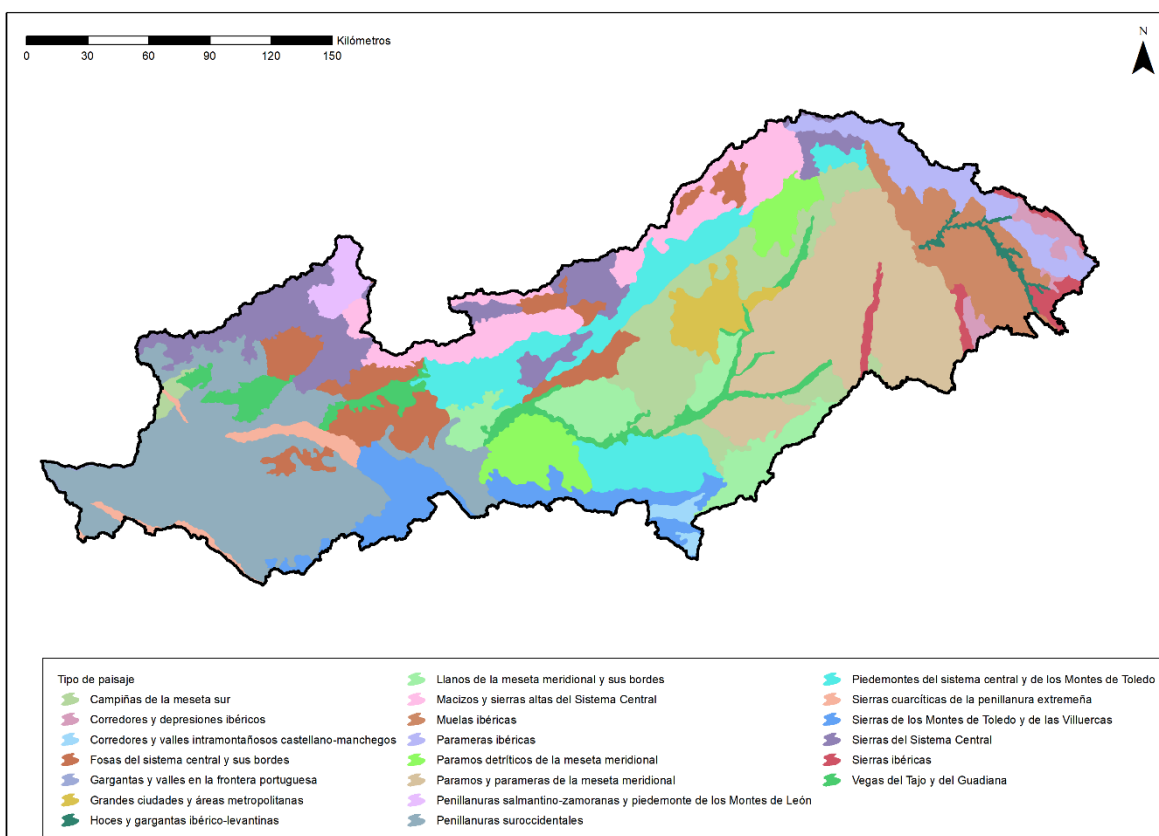 Kilómetros
0 30 60 90 120 150
N
Tipo de paisaje
Campiñas de la meseta sur
Corredores y depresiones ibéricos
Corredores y valles intramontañosos castellano-manchegos
Fosas del sistema central y sus bordes
Gargantas y valles en la frontera portuguesa
Grandes ciudades y áreas metropolitanas
Hoces y gargantas ibérico-levantinas
Llanos de la meseta meridional y sus bordes
Macizos y sierras altas del Sistema Central
Muelas ibéricas
Parameras ibéricas
Paramos detríticos de la meseta meridional
Paramos y parameras de la meseta meridional
Penillanuras salmantino-zamoranas y piedemonte de los Montes de León
Penillanuras suroccidentales
Piedemontes del sistema central y de los Montes de Toledo
Sierras cuarcíticas de la penillanura extremeña
Sierras de los Montes de Toledo y de las Villuercas
Sierras del Sistema Central
Sierras ibéricas
Vegas del Tajo y del Guadiana